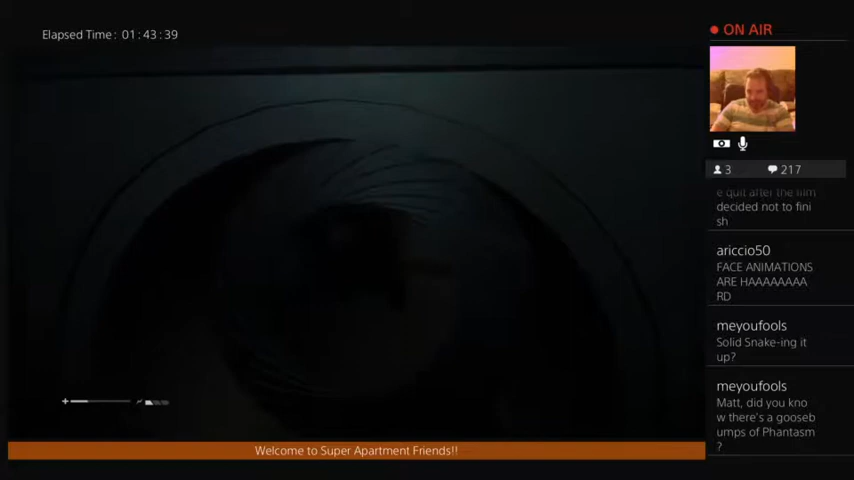 Elapsed Time: 01:43:39
ON AIR
3 217
e quit after the film
decided not to fini
sh
ariccio50
FACE ANIMATIONS
ARE HAAAAAAAA
RD
meyoufools
Solid Snake-ing it
up?
meyoufools
Matt, did you kno
w there's a gooseb
umps of Phantasm
?
Welcome to Super Apartment Friends!!